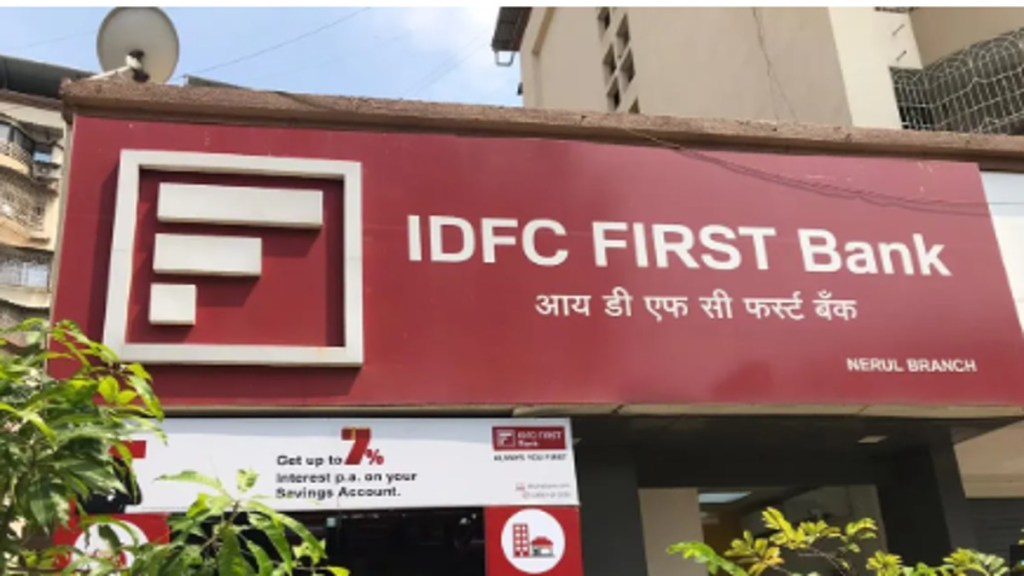 IDFC FIRST Bank
आय डी एफ सी फर्स्ट बँक
NERUL BRANCH
Get up to 7%
interest p.a. on your
Savings Account.
IDFC FIRST
Bank
ALWAYS YOU FIRST